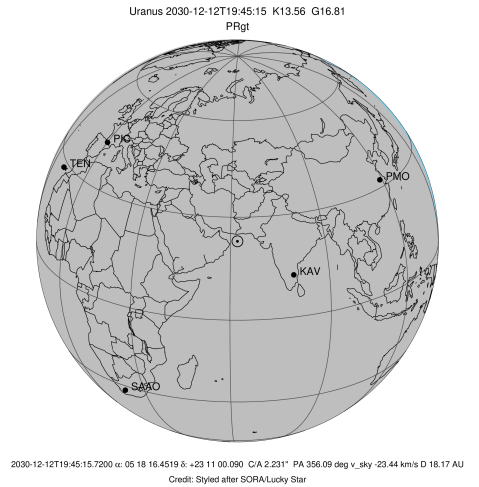 Uranus 2030-12-12T19:45:15  K13.56  G16.81
PRgt
PIC
TEN
PMO
KAV
SAAO
2030-12-12T19:45:15.7200 α: 05 18 16.4519 δ: +23 11 00.090  C/A 2.231"  PA 356.09 deg v_sky -23.44 km/s D 18.17 AU
Credit: Styled after SORA/Lucky Star